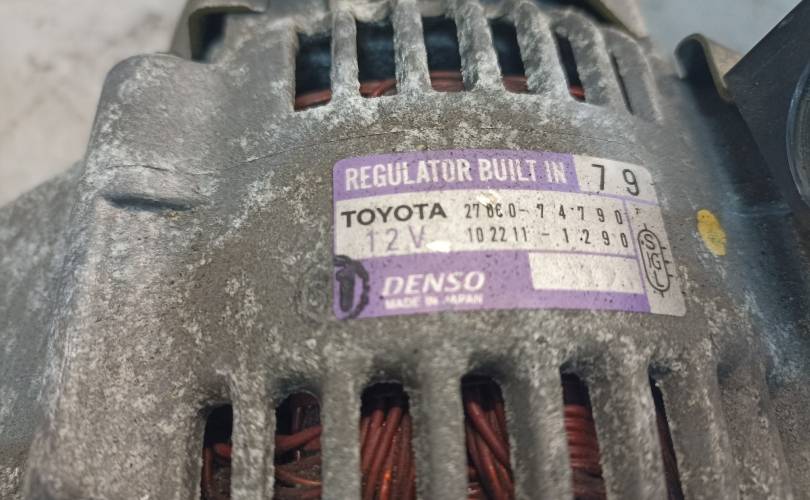 REGULATOR BUILT IN 79
TOYOTA 27060-74790
12V 102211-1290
DENSO
MADE IN JAPAN